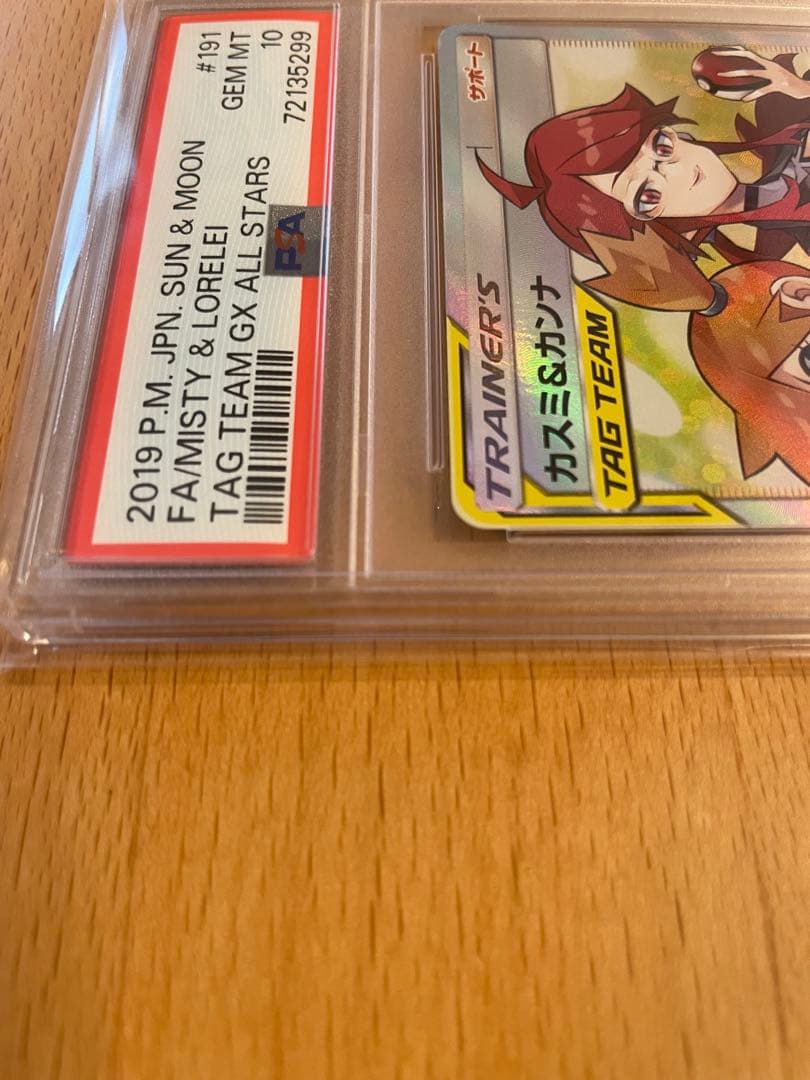 2019 P.M. JPN. SUN & MOON #191
FA/MISTY & LORELEI GEM MT
TAG TEAM GX ALL STARS 10
72135299
PSA
サポート
TRAINER'S
カスミ&カンナ
TAG TEAM